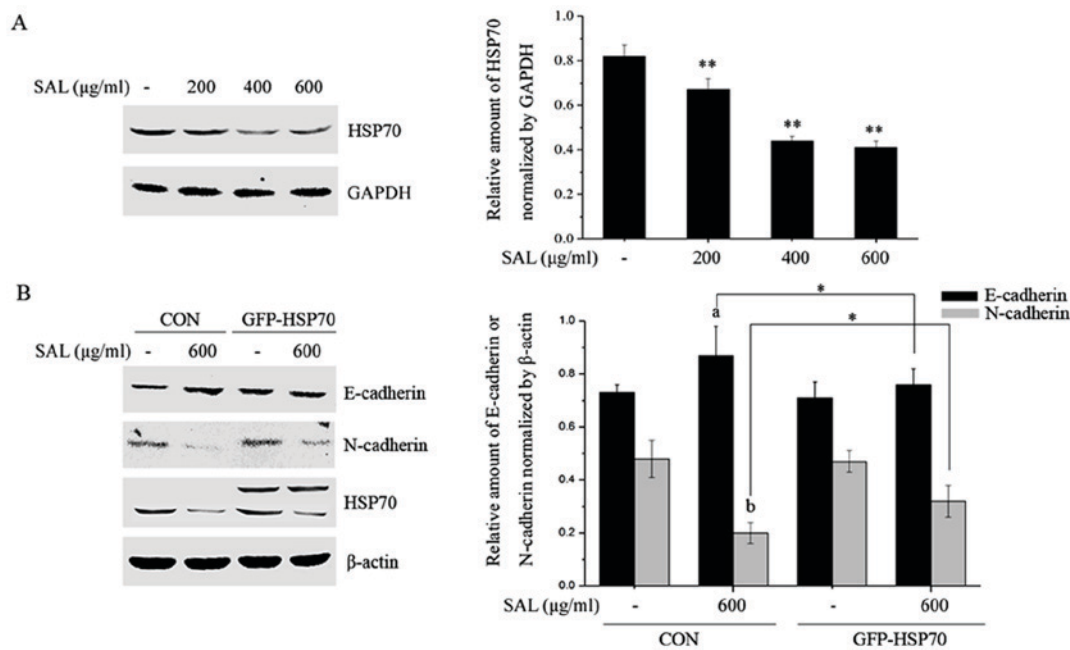 A
SAL (μg/ml) - 200 400 600
HSP70
GAPDH
Relative amount of HSP70
normalized by GAPDH
1.0
0.8
0.6
0.4
0.2
0.0
** ** **
SAL (μg/ml) - 200 400 600
B
CON GFP-HSP70
SAL (μg/ml) - 600 - 600
E-cadherin
N-cadherin
HSP70
β-actin
Relative amount of E-cadherin or
N-cadherin normalized by β-actin
1.0
0.8
0.6
0.4
0.2
0.0
E-cadherin
N-cadherin
*
*
a
b
SAL (μg/ml) - 600 - 600
CON GFP-HSP70